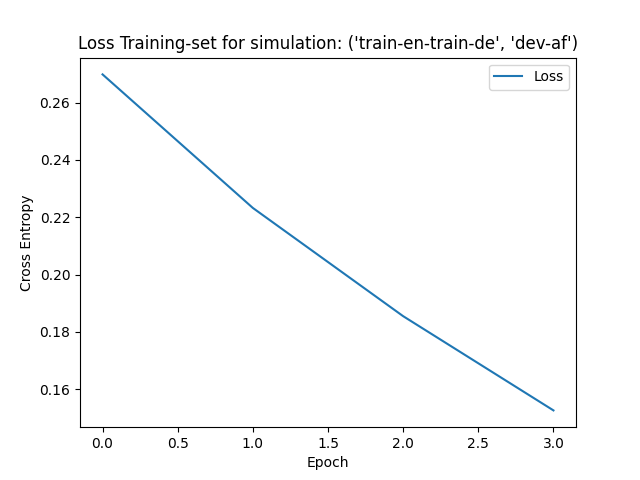 Loss Training-set for simulation: ('train-en-train-de', 'dev-af')
Loss
0.26
0.24
0.22
0.20
0.18
0.16
Cross Entropy
0.0 0.5 1.0 1.5 2.0 2.5 3.0
Epoch